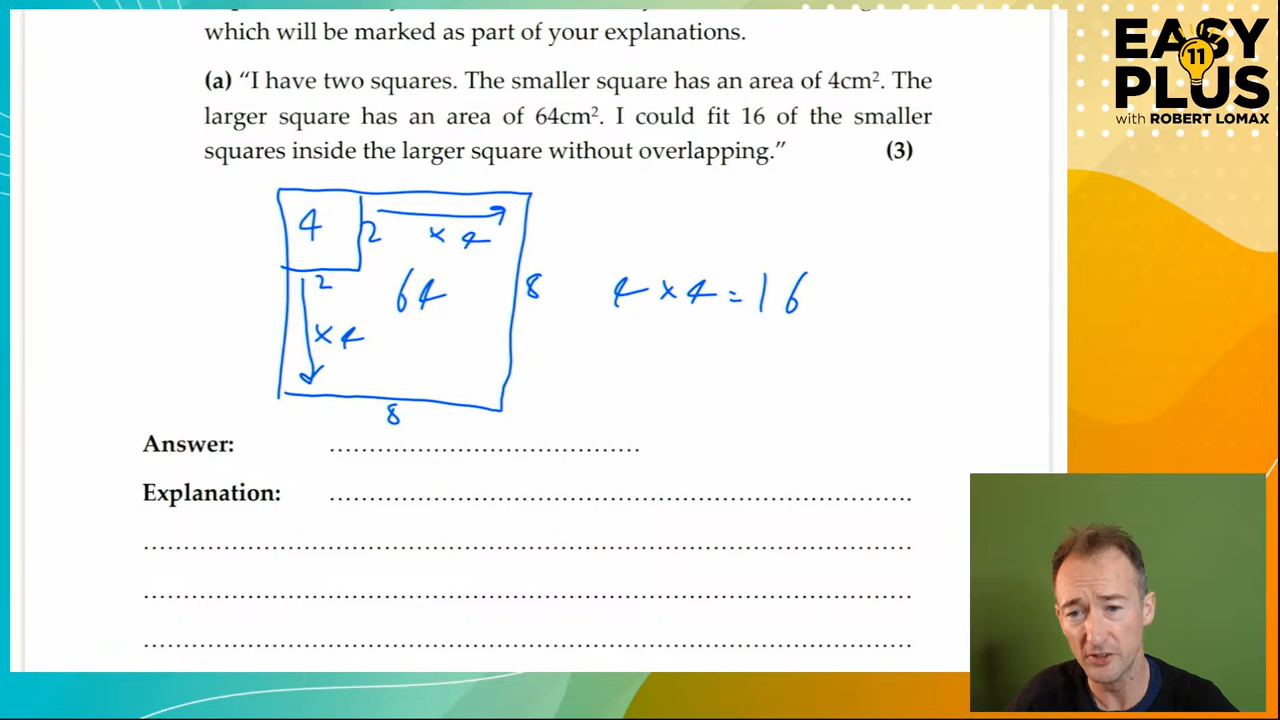 which will be marked as part of your explanations.
(a) “I have two squares. The smaller square has an area of 4cm². The
larger square has an area of 64cm². I could fit 16 of the smaller
squares inside the larger square without overlapping.” (3)
4 2 × 4
2 64 8 4 × 4 = 16
× 4
8
Answer: ............................................
Explanation: ............................................
EASY
11
PLUS
with ROBERT LOMAX